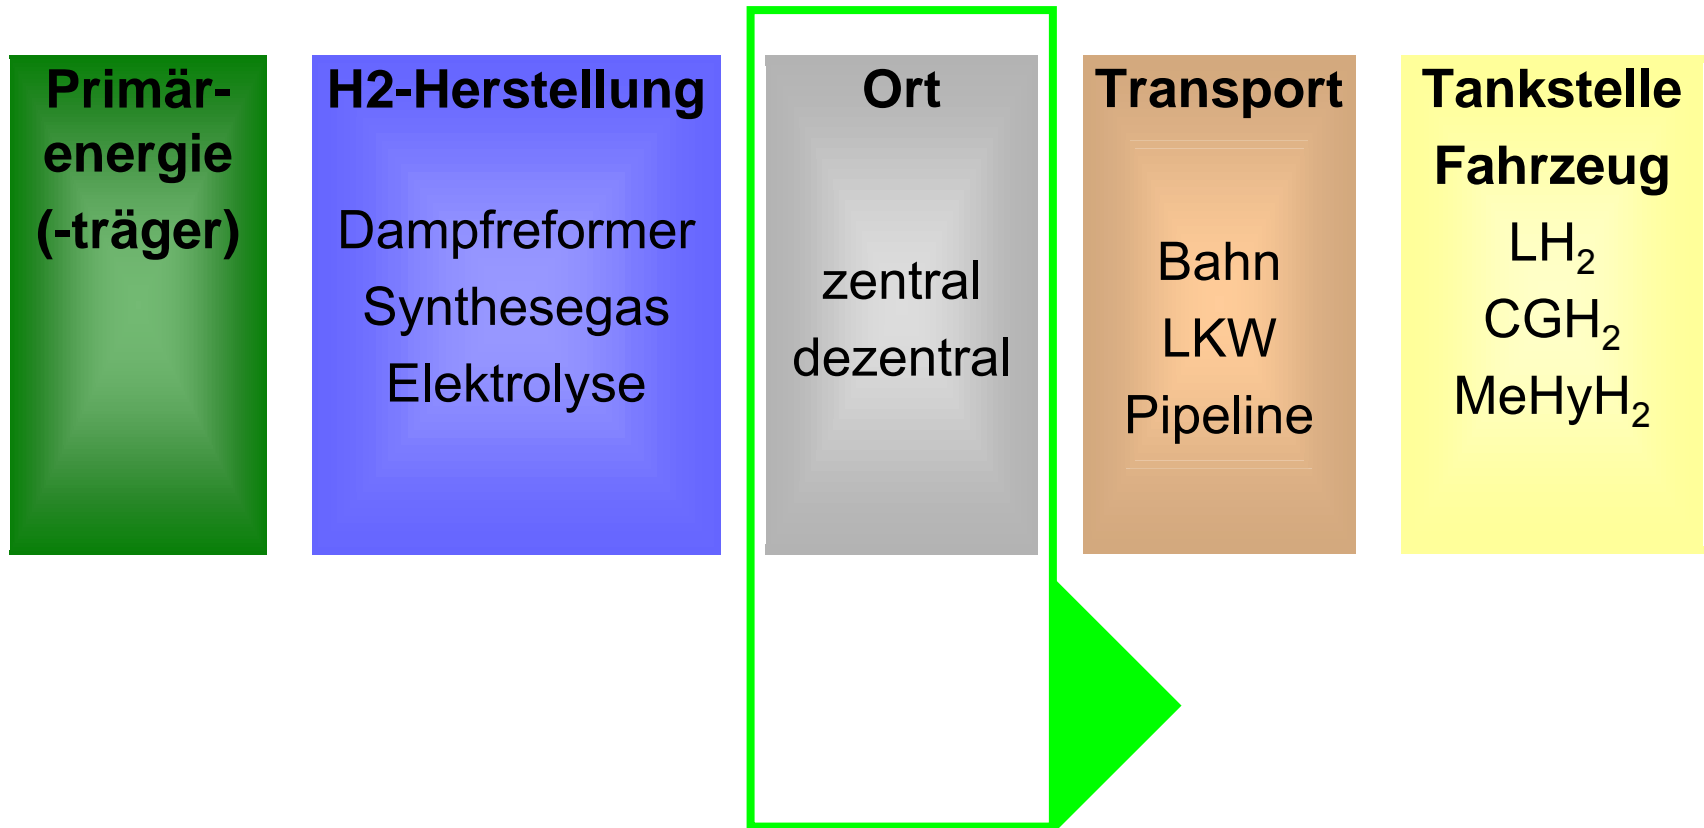 Primär-
energie
(-träger)
H2-Herstellung
Dampfreformer
Synthesegas
Elektrolyse
Ort
zentral
dezentral
Transport
Bahn
LKW
Pipeline
Tankstelle
Fahrzeug
LH₂
CGH₂
MeHyH₂